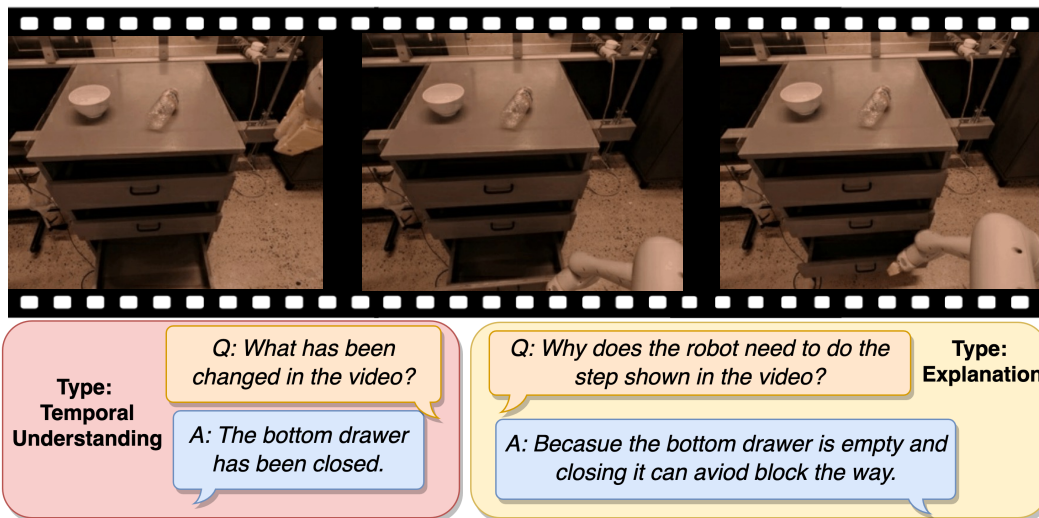 Type:
Temporal
Understanding
Q: What has been
changed in the video?
A: The bottom drawer
has been closed.
Q: Why does the robot need to do the
step shown in the video?
Type:
Explanation
A: Becasue the bottom drawer is empty and
closing it can aviod block the way.